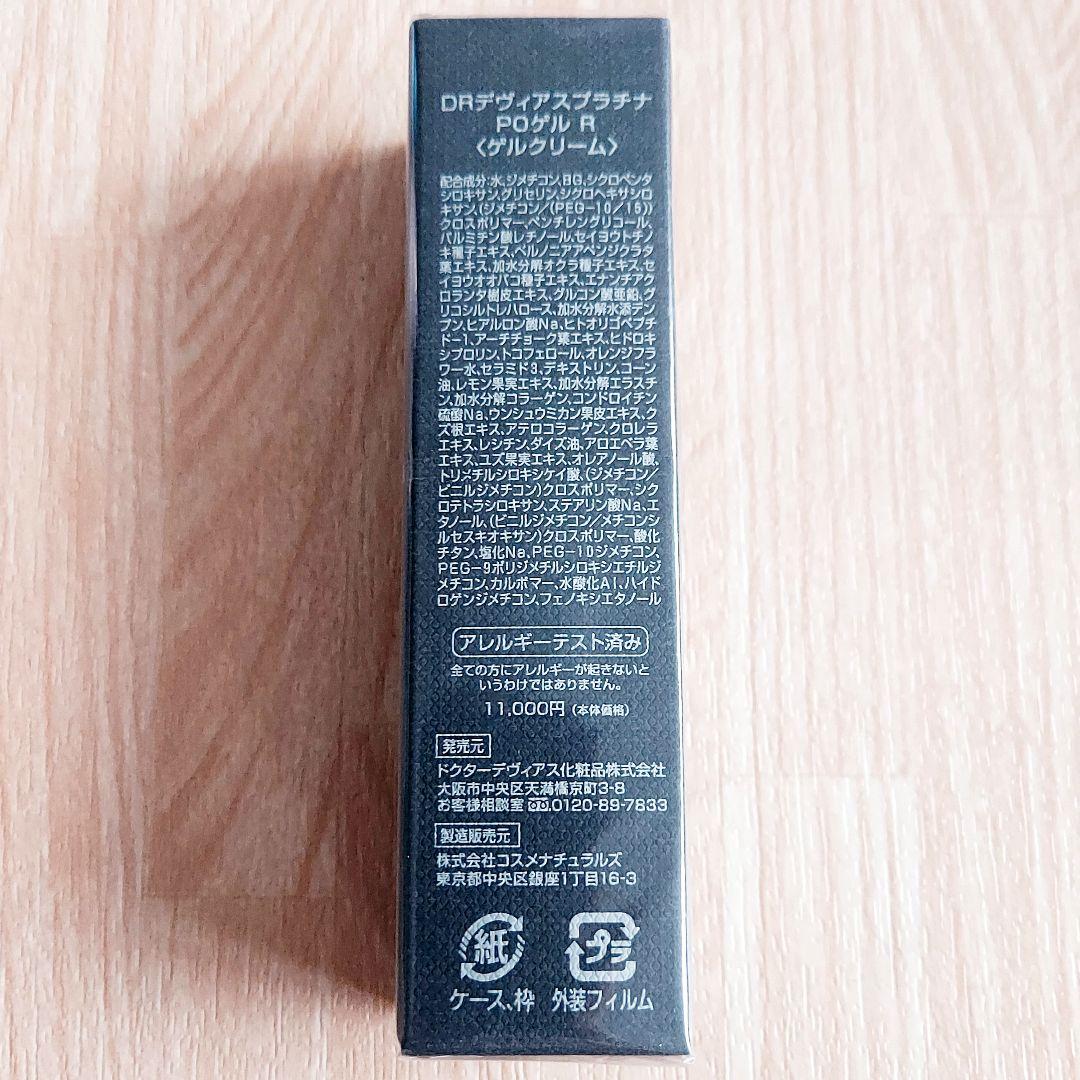 DRデヴィアスプラチナ
POゲル R
〈ゲルクリーム〉
配合成分:水,ジメチコン,BG,シクロペンタ
シロキサン,グリセリン,シクロヘキサシロ
キサン,(ジメチコン/(PEG-10/15))
クロスポリマー,ペンチレングリコール,
パルミチン酸レチノール,セイヨウトチノ
キ種子エキス,ベルノニアアペンジクラタ
葉エキス,加水分解オクラ種子エキス,セ
イヨウオオバコ種子エキス,エナンチアク
ロランタ樹皮エキス,グルコン酸亜鉛,グ
リコシルトレハロース,加水分解水添デン
プン,ヒアルロン酸Na,ヒトオリゴペプチ
ド-1,アーチチョーク葉エキス,ヒドロキ
シプロリン,トコフェロール,オレンジフラ
ワー水,セラミド3,デキストリン,コーン
油,レモン果実エキス,加水分解エラスチ
ン,加水分解コラーゲン,コンドロイチン
硫酸Na,ウンシュウミカン果皮エキス,ク
ズ根エキス,アテロコラーゲン,クロレラ
エキス,レシチン,ダイズ油,アロエベラ葉
エキス,ユズ果実エキス,オレアノール酸,
トリメチルシロキシケイ酸,(ジメチコン/
ビニルジメチコン)クロスポリマー,シク
ロテトラシロキサン,ステアリン酸Na,エ
タノール,(ビニルジメチコン/メチコンシ
ルセスキオキサン)クロスポリマー,酸化
チタン,塩化Na,PEG-10ジメチコン,
PEG-9ポリジメチルシロキシエチルジ
メチコン,カルボマー,水酸化Al,ハイド
ロゲンジメチコン,フェノキシエタノール
アレルギーテスト済み
全ての方にアレルギーが起きないと
いうわけではありません。
11,000円(本体価格)
発売元
ドクターデヴィアス化粧品株式会社
大阪市中央区天満橋京町3-8
お客様相談室 0120-89-7833
製造販売元
株式会社コスメナチュラルズ
東京都中央区銀座1丁目16-3
紙 プラ
ケース、枠 外装フィルム